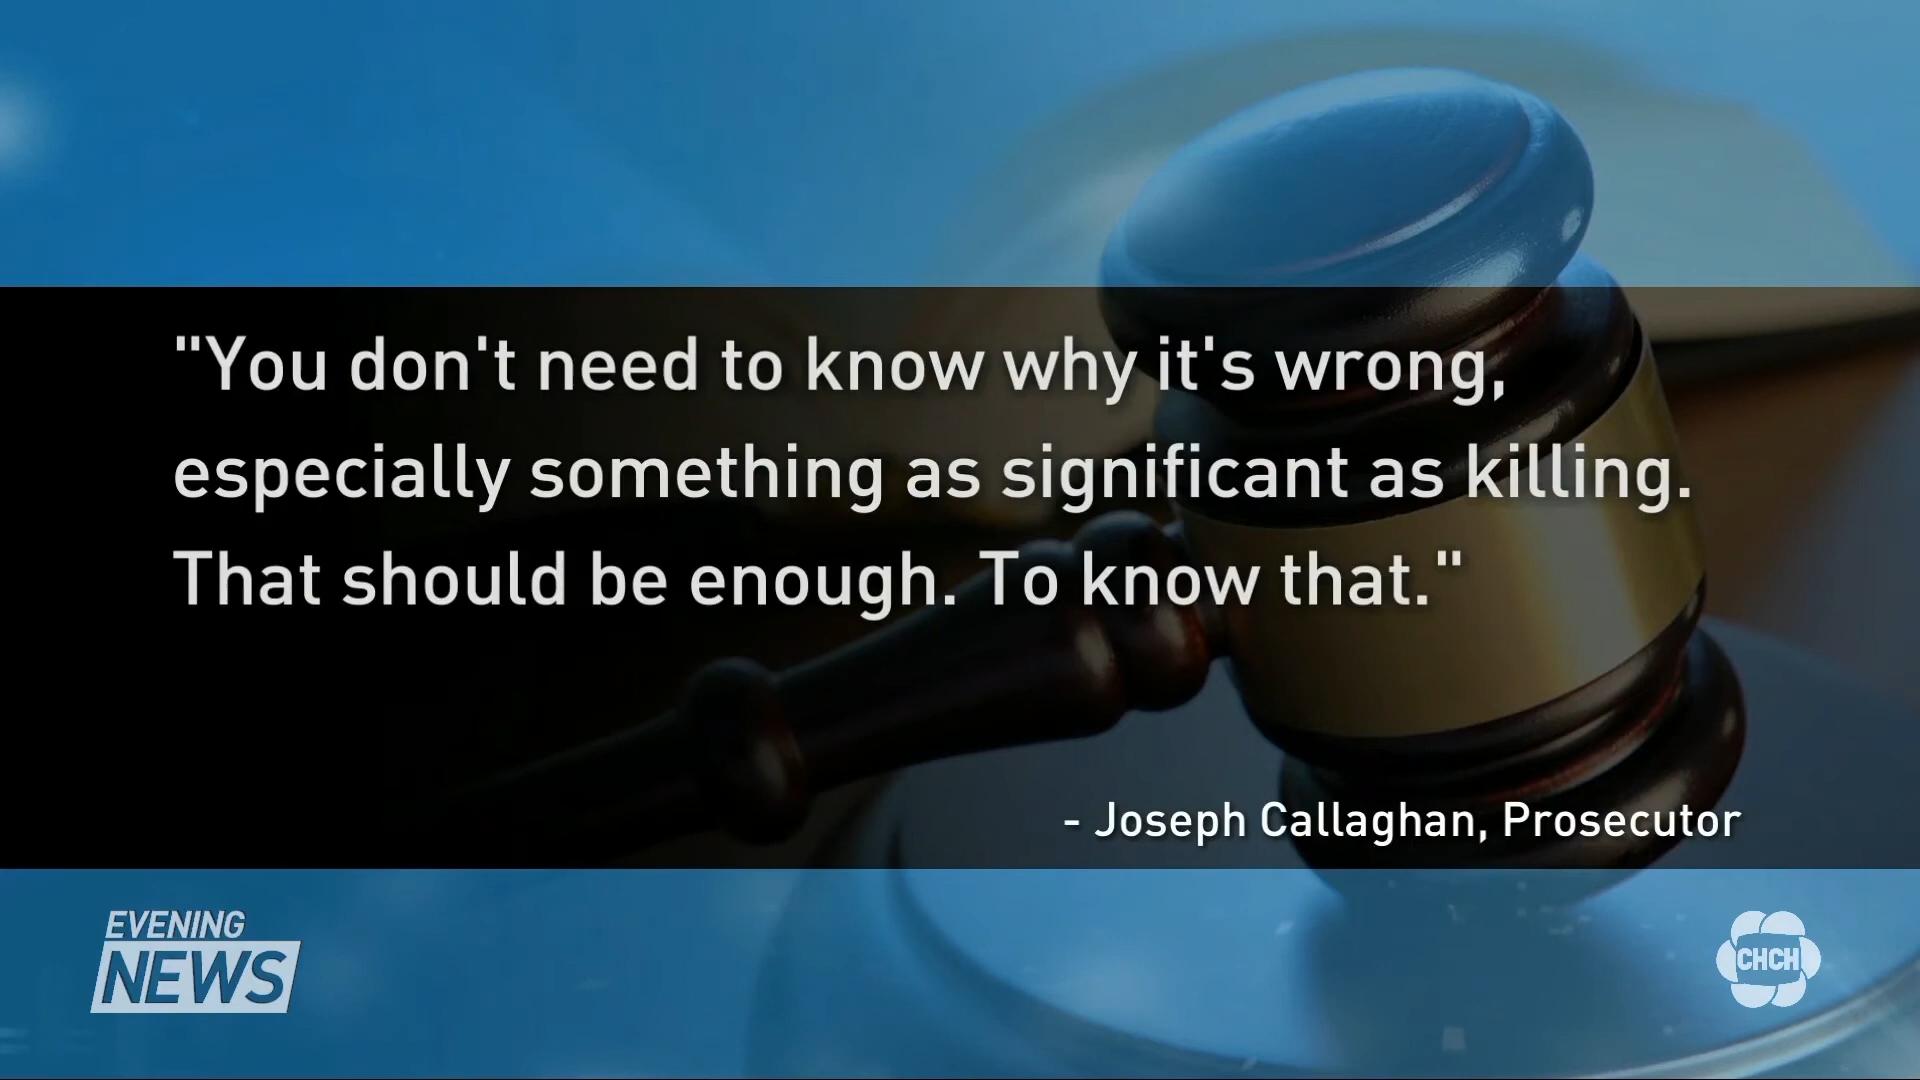 "You don't need to know why it's wrong,
especially something as significant as killing.
That should be enough. To know that."
- Joseph Callaghan, Prosecutor
EVENING
NEWS
CHCH